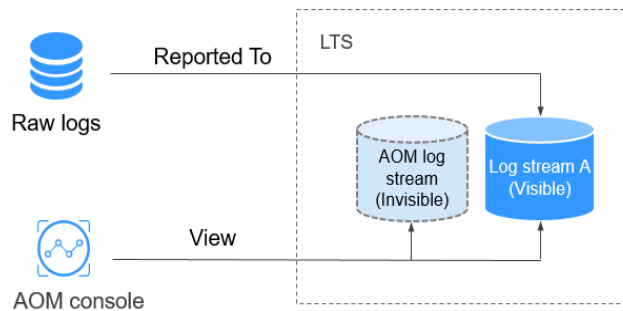 Reported To
LTS
Raw logs
AOM log
stream
(Invisible)
Log stream A
(Visible)
View
AOM console